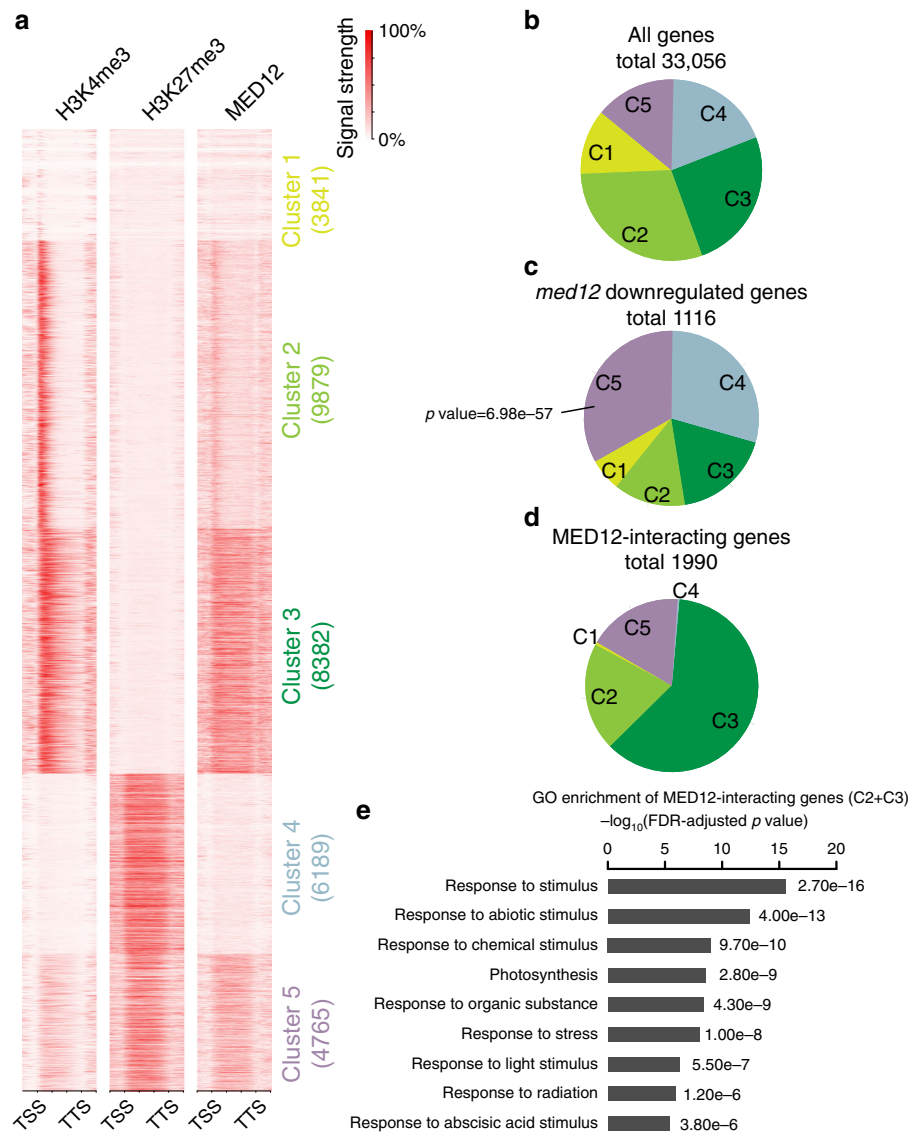 a
H3K4me3
H3K27me3
MED12
Signal strength
100%
0%
Cluster 1
(3841)
Cluster 2
(9879)
Cluster 3
(8382)
Cluster 4
(6189)
Cluster 5
(4765)
TSS
TTS
TSS
TTS
TSS
TTS
b
All genes
total 33,056
C5
C4
C1
C3
C2
c
med12 downregulated genes
total 1116
C5
C4
p value=6.98e–57
C1
C3
C2
d
MED12-interacting genes
total 1990
C4
C5
C1
C2
C3
e
GO enrichment of MED12-interacting genes (C2+C3)
–log10(FDR-adjusted p value)
0 5 10 15 20
Response to stimulus 2.70e–16
Response to abiotic stimulus 4.00e–13
Response to chemical stimulus 9.70e–10
Photosynthesis 2.80e–9
Response to organic substance 4.30e–9
Response to stress 1.00e–8
Response to light stimulus 5.50e–7
Response to radiation 1.20e–6
Response to abscisic acid stimulus 3.80e–6